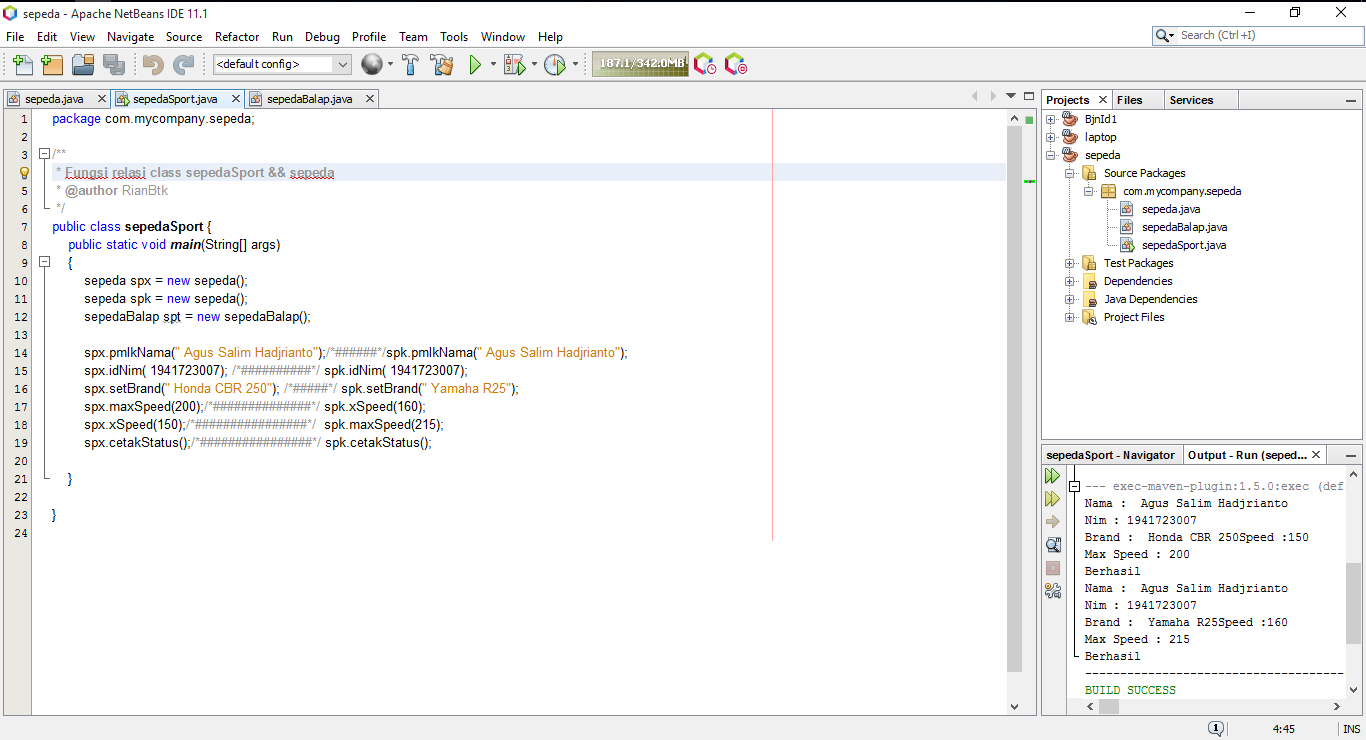 sepeda - Apache NetBeans IDE 11.1
File Edit View Navigate Source Refactor Run Debug Profile Team Tools Window Help
Search (Ctrl+I)
<default config>
187.1/342.0MB
sepeda.java sepedaSport.java sepedaBalap.java
1 package com.mycompany.sepeda;
2
3 /**
* Fungsi relasi class sepedaSport && sepeda
5 * @author RianBtk
6 */
7 public class sepedaSport {
8 public static void main(String[] args)
9 {
10 sepeda spx = new sepeda();
11 sepeda spk = new sepeda();
12 sepedaBalap spt = new sepedaBalap();
13
14 spx.pmlkNama(" Agus Salim Hadjrianto");/*######*/spk.pmlkNama(" Agus Salim Hadjrianto");
15 spx.idNim( 1941723007); /*##########*/ spk.idNim( 1941723007);
16 spx.setBrand(" Honda CBR 250"); /*#####*/ spk.setBrand(" Yamaha R25");
17 spx.maxSpeed(200);/*##############*/ spk.xSpeed(160);
18 spx.xSpeed(150);/*################*/ spk.maxSpeed(215);
19 spx.cetakStatus();/*################*/ spk.cetakStatus();
20
21 }
22
23 }
24
Projects Files Services
BjnId1
laptop
sepeda
Source Packages
com.mycompany.sepeda
sepeda.java
sepedaBalap.java
sepedaSport.java
Test Packages
Dependencies
Java Dependencies
Project Files
sepedaSport - Navigator Output - Run (seped...
--- exec-maven-plugin:1.5.0:exec (def
Nama :  Agus Salim Hadjrianto
Nim : 1941723007
Brand :  Honda CBR 250Speed :150
Max Speed : 200
Berhasil
Nama :  Agus Salim Hadjrianto
Nim : 1941723007
Brand :  Yamaha R25Speed :160
Max Speed : 215
Berhasil
-------------------------------------
BUILD SUCCESS
1 4:45 INS